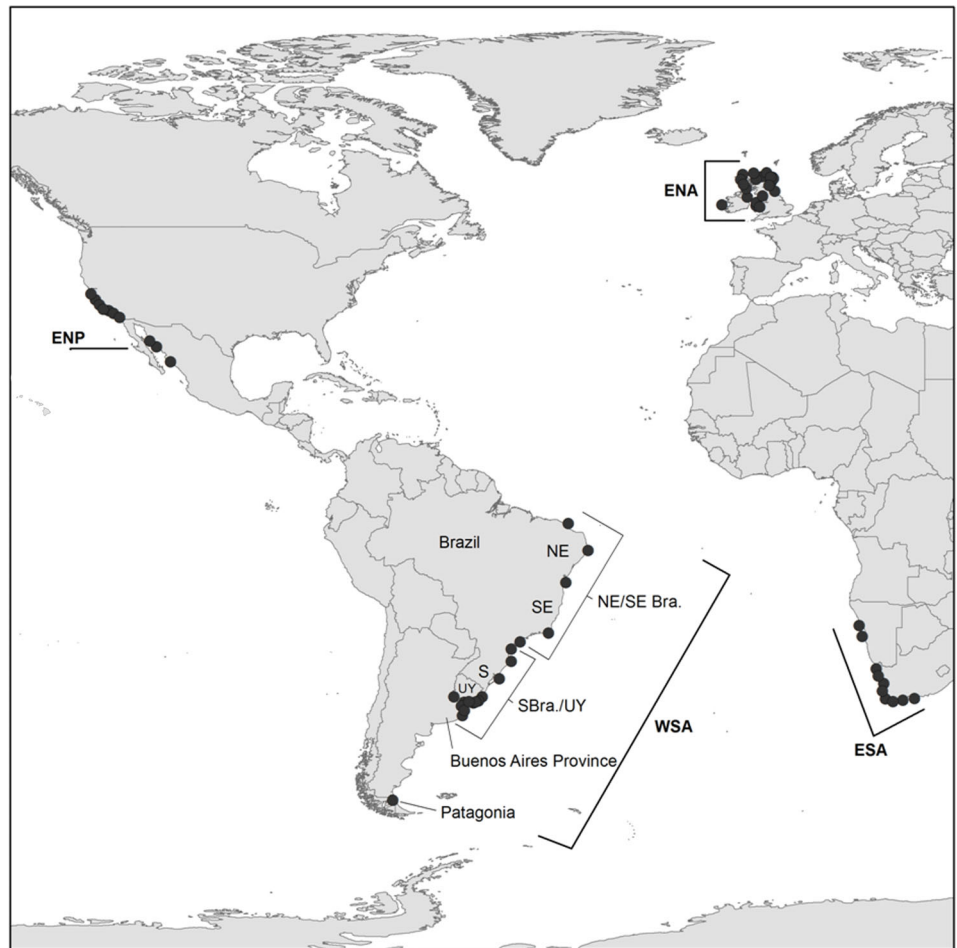 ENA
ENP
Brazil
NE
SE
NE/SE Bra.
S
UY
SBra./UY
WSA
ESA
Buenos Aires Province
Patagonia